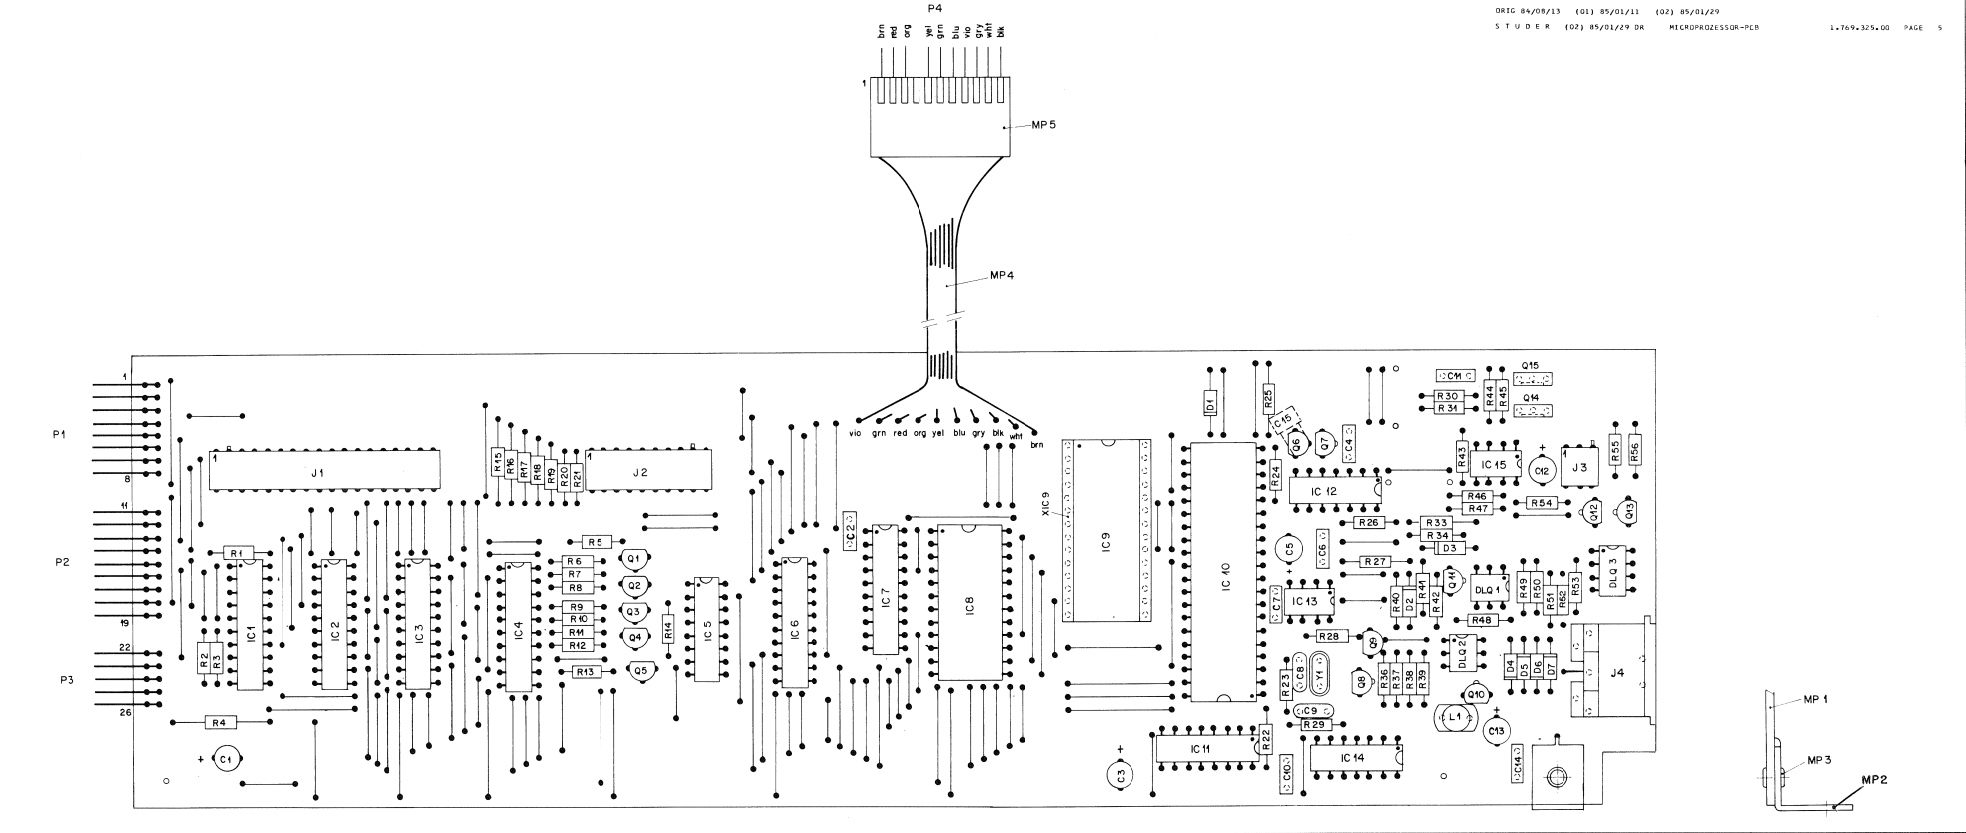 ORIG 84/08/13 (01) 85/01/11 (02) 85/01/29
S T U D E R (02) 85/01/29 DR MICROPROZESSOR-PCB 1.769.325.00 PAGE 5
P4
brn red org yel grn blu vio gry wht blk
1
MP5
MP4
vio grn red org yel blu gry blk wht brn
P1
1
8
P2
11
19
P3
22
26
1
J1
R15
R16
R17
R18
R19
R20
R21
1
J2
R1
R2
R3
R4
+ C1
IC1
IC2
IC3
IC4
R5
R6
R7
R8
R9
R10
R11
R12
R13
Q1
Q2
Q3
Q4
Q5
R14
IC5
IC6
C2
IC7
IC8
XIC9
IC9
IC10
+
C3
IC11
R22
C10
D1
R25
C15
Q6
Q7
C4
R24
IC12
C5
+
C6
C7
IC13
R26
R27
R28
R23
C8
Y1
C9
R29
IC14
Q8
Q9
R36
R37
R38
R39
R40
D2
R41
R42
Q11
R33
R34
D3
R30
R31
C11
R44
R45
Q15
Q14
R43
IC15
+
C12
1
J3
R55
R56
R46
R47
R54
Q12
Q13
DLQ1
R48
R49
R50
R51
R52
R53
DLQ3
DLQ2
Q10
L1
+
C13
C14
D4
D5
D6
D7
J4
MP1
MP3
MP2